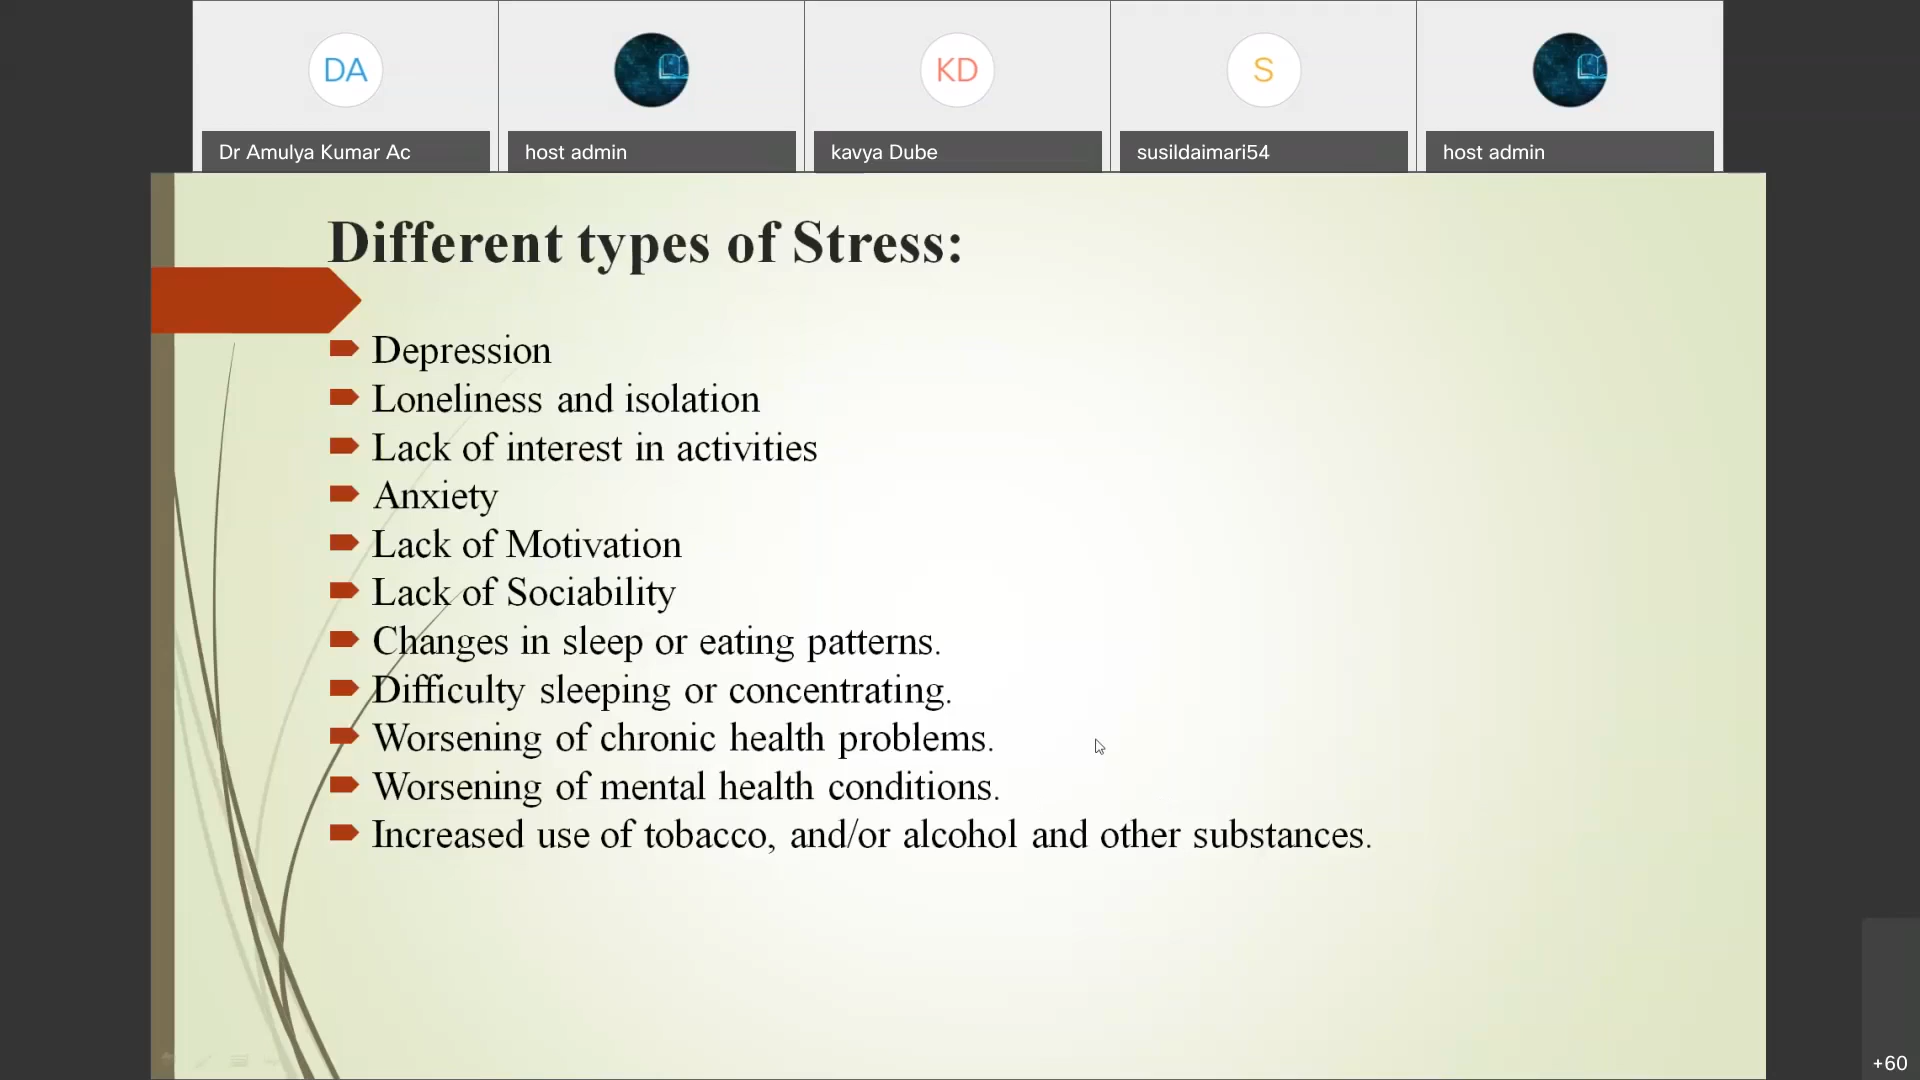 DA
KD
S
Dr Amulya Kumar Ac
host admin
kavya Dube
susildaimari54
host admin
Different types of Stress:
Depression
Loneliness and isolation
Lack of interest in activities
Anxiety
Lack of Motivation
Lack of Sociability
Changes in sleep or eating patterns.
Difficulty sleeping or concentrating.
Worsening of chronic health problems.
Worsening of mental health conditions.
Increased use of tobacco, and/or alcohol and other substances.
+60